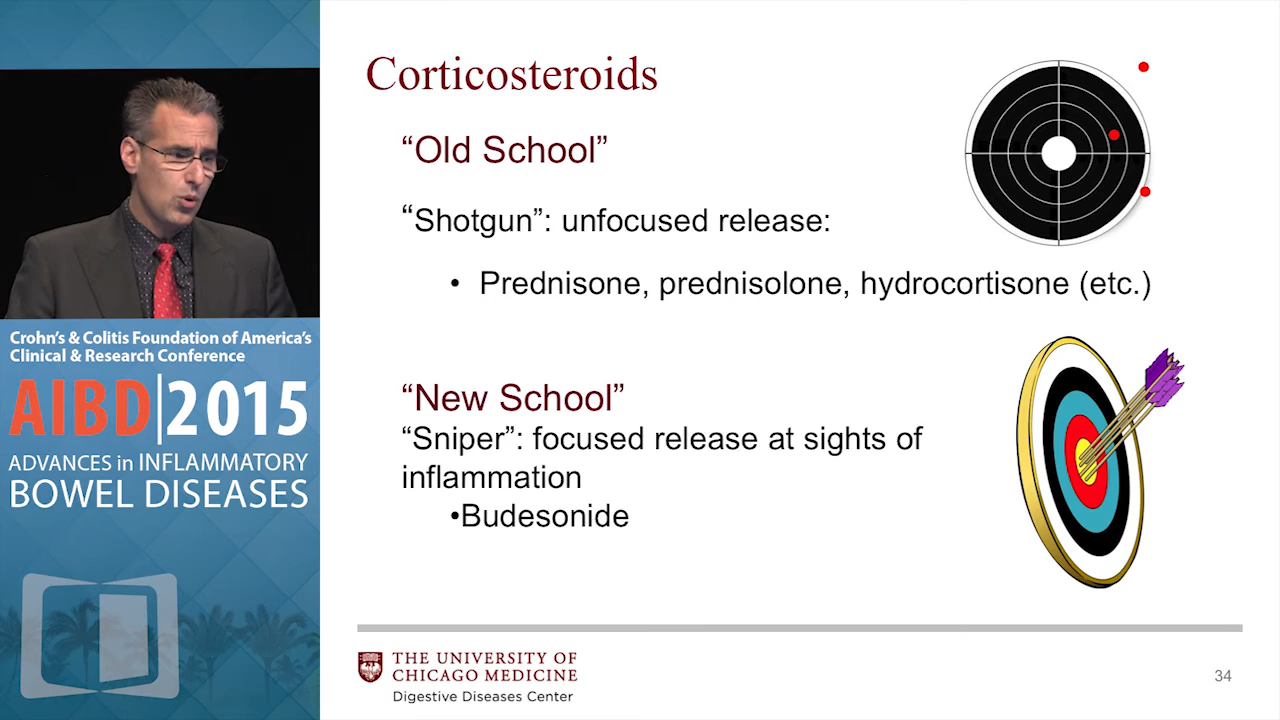 Corticosteroids
“Old School”
“Shotgun”: unfocused release:
• Prednisone, prednisolone, hydrocortisone (etc.)
“New School”
“Sniper”: focused release at sights of
inflammation
•Budesonide
Crohn’s & Colitis Foundation of America’s
Clinical & Research Conference
AIBD|2015
ADVANCES in INFLAMMATORY
BOWEL DISEASES
THE UNIVERSITY OF
CHICAGO MEDICINE
Digestive Diseases Center
34